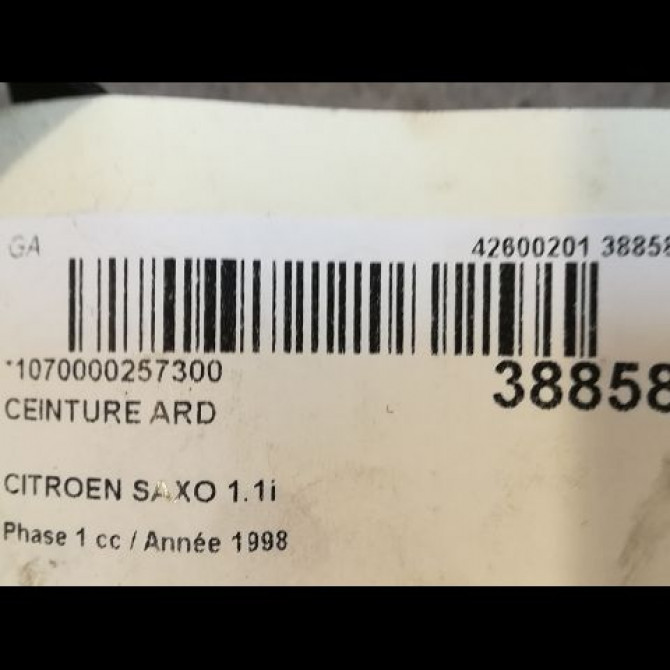 GA 42600201 38858
*1070000257300 38858
CEINTURE ARD
CITROEN SAXO 1.1i
Phase 1 cc / Année 1998